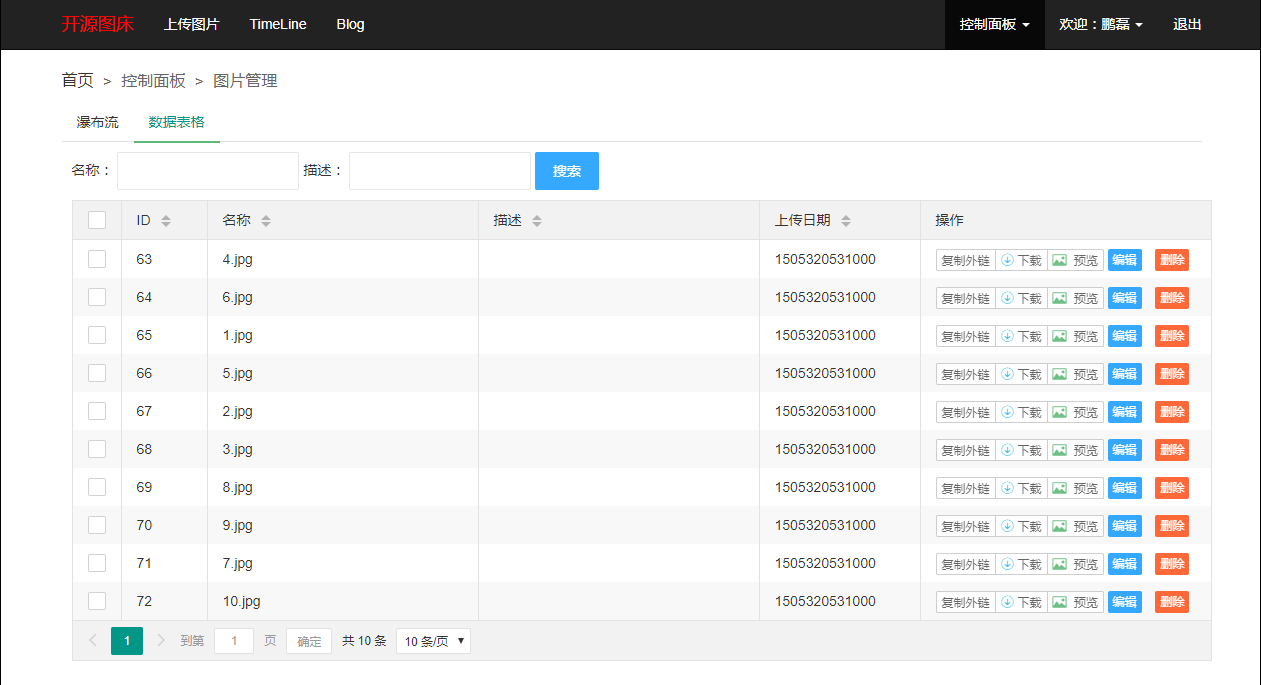 开源图床 上传图片 TimeLine Blog 控制面板 欢迎：鹏磊 退出
首页 > 控制面板 > 图片管理
瀑布流 数据表格
名称： 描述： 搜索
ID 名称 描述 上传日期 操作
63 4.jpg 1505320531000 复制外链 下载 预览 编辑 删除
64 6.jpg 1505320531000 复制外链 下载 预览 编辑 删除
65 1.jpg 1505320531000 复制外链 下载 预览 编辑 删除
66 5.jpg 1505320531000 复制外链 下载 预览 编辑 删除
67 2.jpg 1505320531000 复制外链 下载 预览 编辑 删除
68 3.jpg 1505320531000 复制外链 下载 预览 编辑 删除
69 8.jpg 1505320531000 复制外链 下载 预览 编辑 删除
70 9.jpg 1505320531000 复制外链 下载 预览 编辑 删除
71 7.jpg 1505320531000 复制外链 下载 预览 编辑 删除
72 10.jpg 1505320531000 复制外链 下载 预览 编辑 删除
1 到第 1 页 确定 共 10 条 10 条/页